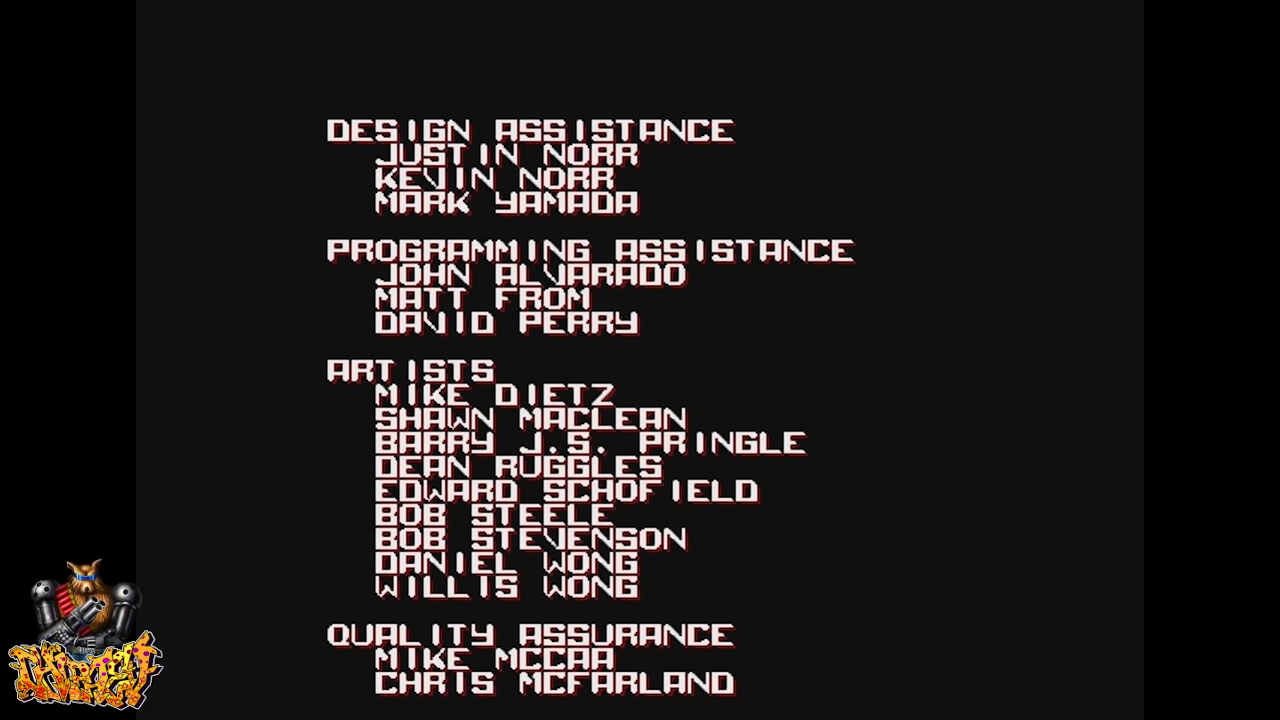 DESIGN ASSISTANCE
JUSTIN NORR
KEVIN NORR
MARK YAMADA
PROGRAMMING ASSISTANCE
JOHN ALVARADO
MATT FROM
DAVID PERRY
ARTISTS
MIKE DIETZ
SHAWN MACLEAN
BARRY J.S. PRINGLE
DEAN RUGGLES
EDWARD SCHOFIELD
BOB STEELE
BOB STEVENSON
DANIEL WONG
WILLIS WONG
QUALITY ASSURANCE
MIKE MCCAA
CHRIS MCFARLAND